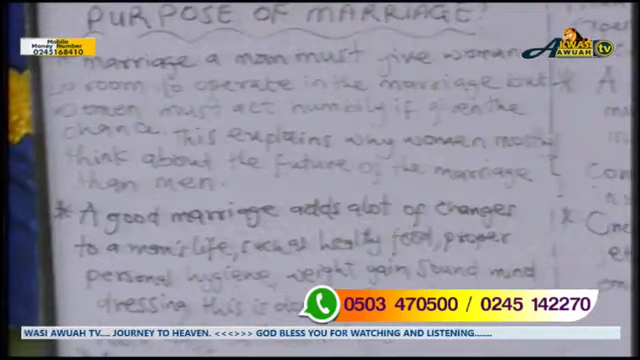 PURPOSE OF MARRIAGE
Mobile
Money Number
0245168410
AKWASI
AWUAH tv
marriage a man must give woman
room to operate in the marriage but
women must act humbly if given the
chance. This explains why women mostly
think about the future of the marriage
than men.
* A good marriage adds alot of changes
to a man's life, such as healthy food, proper
personal hygiene, weight gain, sound mind
dressing, this is
* A
* 
0503 470500 / 0245 142270
WASI AWUAH TV.... JOURNEY TO HEAVEN. <<<>>> GOD BLESS YOU FOR WATCHING AND LISTENING.......